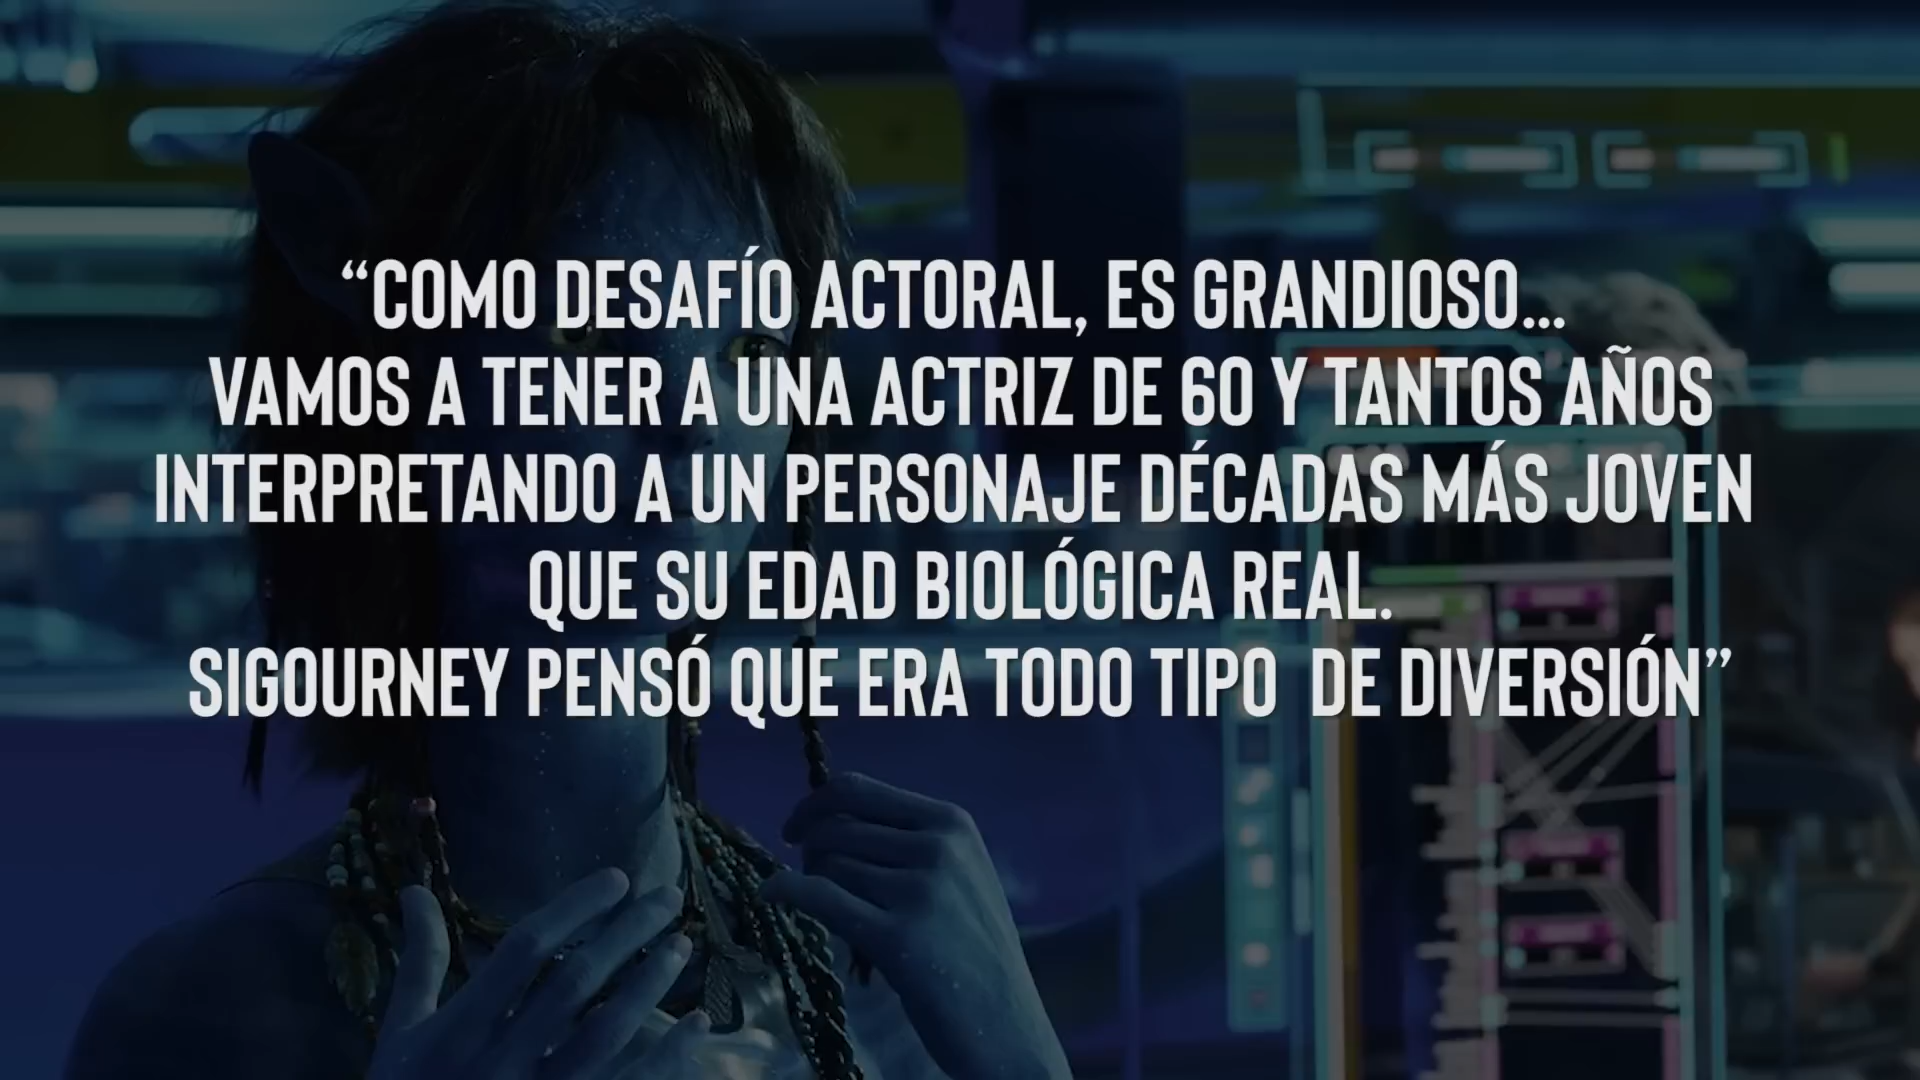 “COMO DESAFÍO ACTORAL, ES GRANDIOSO...
VAMOS A TENER A UNA ACTRIZ DE 60 Y TANTOS AÑOS
INTERPRETANDO A UN PERSONAJE DÉCADAS MÁS JOVEN
QUE SU EDAD BIOLÓGICA REAL.
SIGOURNEY PENSÓ QUE ERA TODO TIPO  DE DIVERSIÓN”